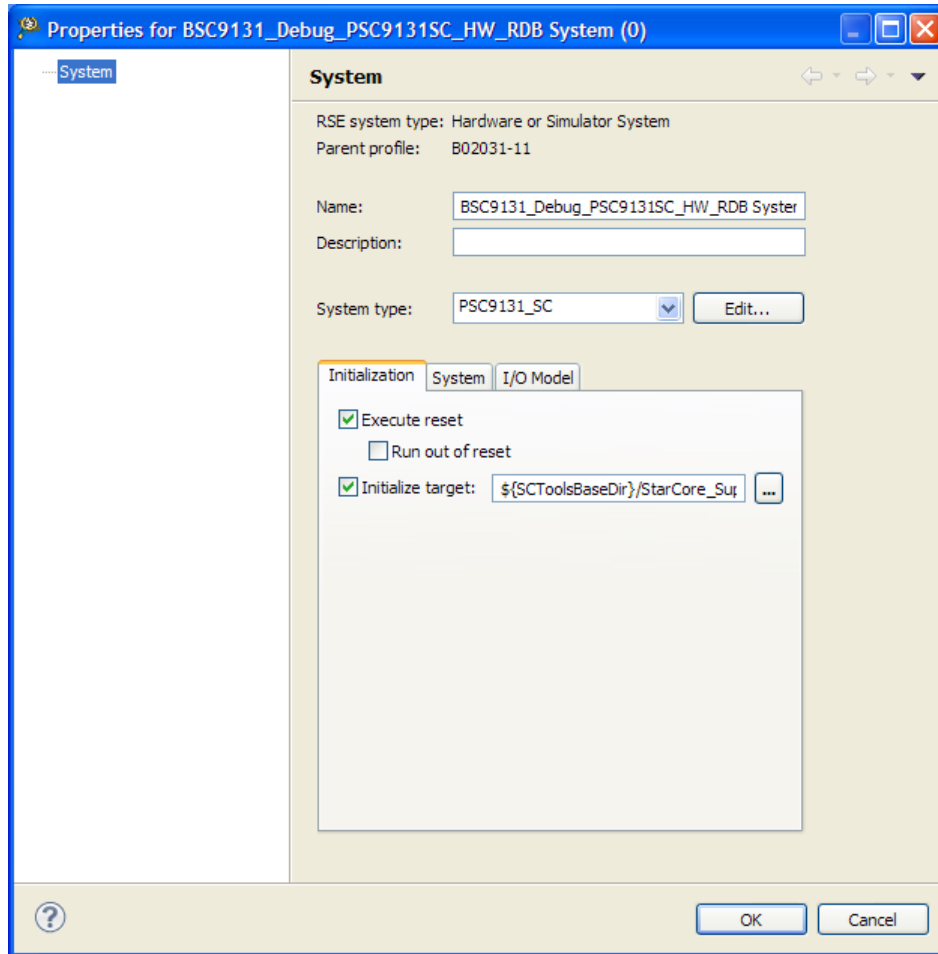 Properties for BSC9131_Debug_PSC9131SC_HW_RDB System (0)
System
System
RSE system type: Hardware or Simulator System
Parent profile: B02031-11
Name: BSC9131_Debug_PSC9131SC_HW_RDB System
Description:
System type: PSC9131_SC Edit...
Initialization System I/O Model
Execute reset
Run out of reset
Initialize target: ${SCToolsBaseDir}/StarCore_Sup ...
OK Cancel